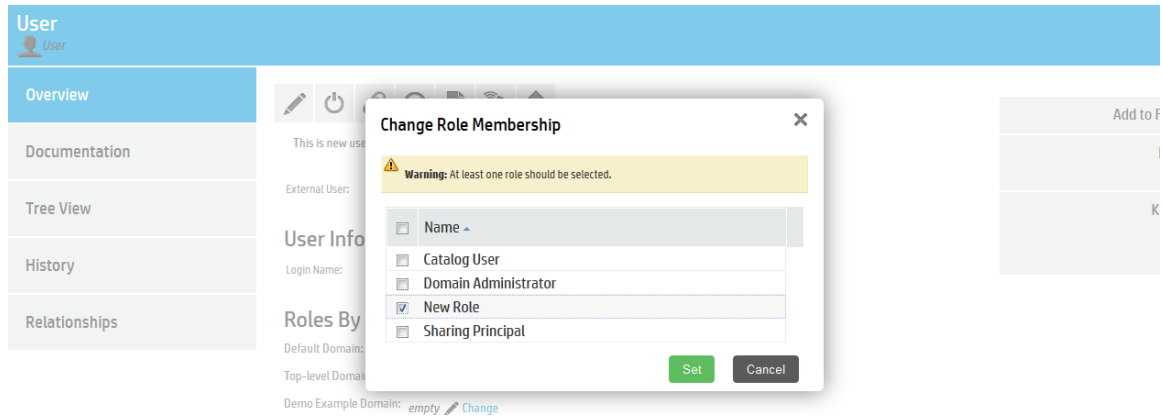 User
User
Overview
Documentation
Tree View
History
Relationships
Add to
This is new
External User:
User Info
Login Name:
Roles By
Default Domain:
Top-level
Demo Example Domain: empty Change
Change Role Membership
Warning: At least one role should be selected.
Name
Catalog User
Domain Administrator
New Role
Sharing Principal
Set Cancel